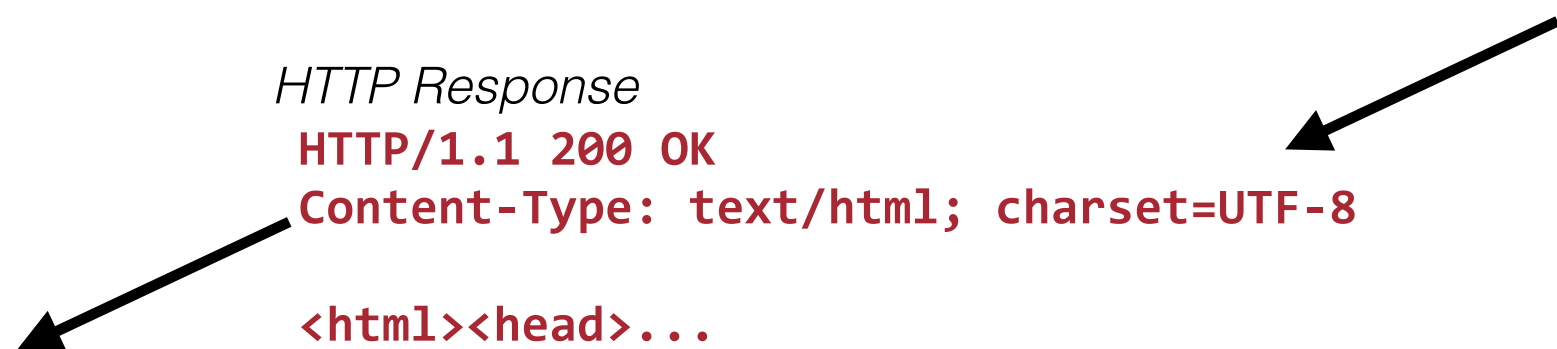 HTTP Response
HTTP/1.1 200 OK
Content-Type: text/html; charset=UTF-8
<html><head>...